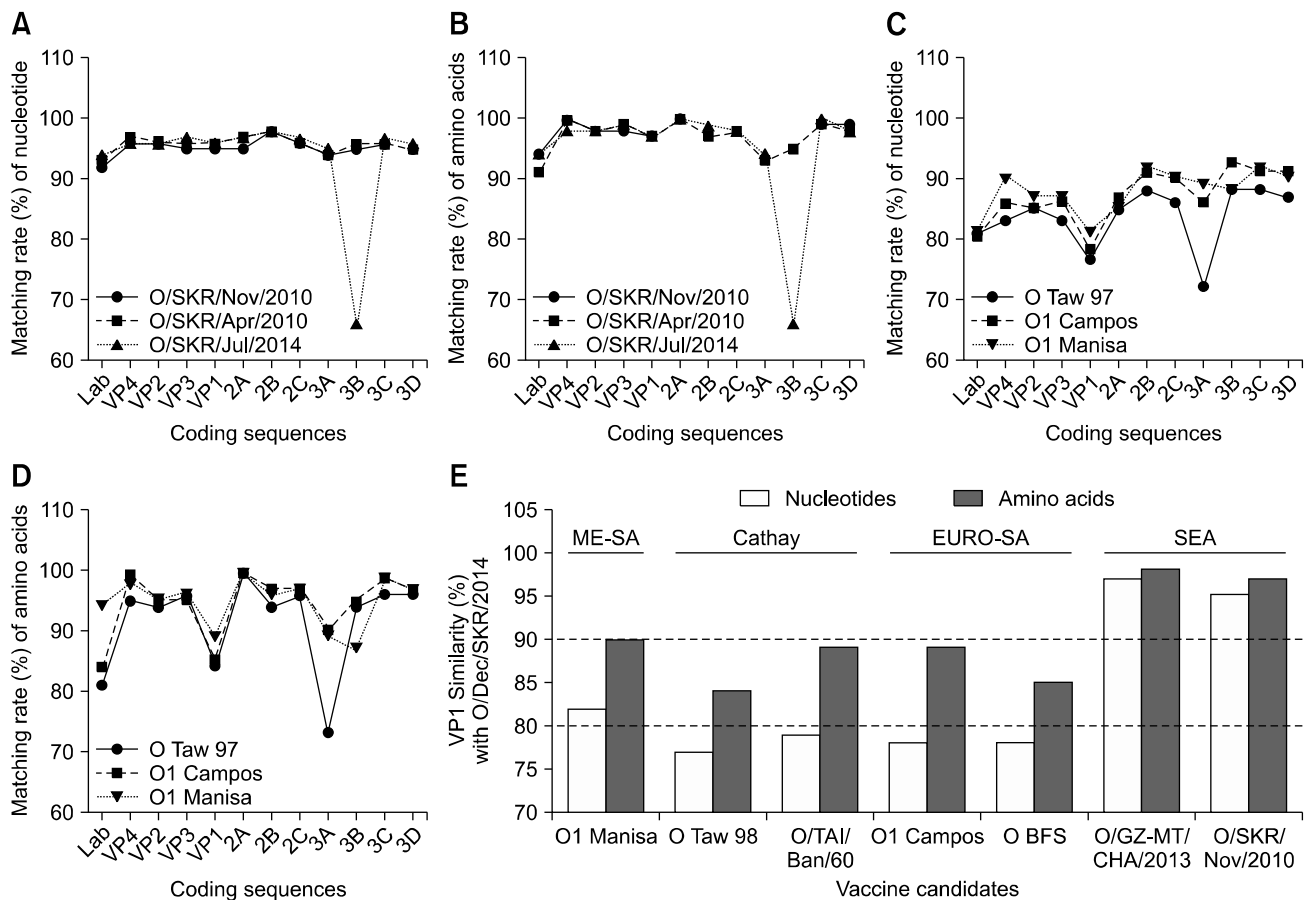 A
Matching rate (%) of nucleotide
110
100
90
80
70
60
O/SKR/Nov/2010
O/SKR/Apr/2010
O/SKR/Jul/2014
Lab VP4 VP2 VP3 VP1 2A 2B 2C 3A 3B 3C 3D
Coding sequences
B
Matching rate (%) of amino acids
110
100
90
80
70
60
O/SKR/Nov/2010
O/SKR/Apr/2010
O/SKR/Jul/2014
Lab VP4 VP2 VP3 VP1 2A 2B 2C 3A 3B 3C 3D
Coding sequences
C
Matching rate (%) of nucleotide
110
100
90
80
70
60
O Taw 97
O1 Campos
O1 Manisa
Lab VP4 VP2 VP3 VP1 2A 2B 2C 3A 3B 3C 3D
Coding sequences
D
Matching rate (%) of amino acids
110
100
90
80
70
60
O Taw 97
O1 Campos
O1 Manisa
Lab VP4 VP2 VP3 VP1 2A 2B 2C 3A 3B 3C 3D
Coding sequences
E
Nucleotides Amino acids
VP1 Similarity (%)
with O/Dec/SKR/2014
105
100
95
90
85
80
75
70
ME-SA Cathay EURO-SA SEA
O1 Manisa
O Taw 98
O/TAI/
Ban/60
O1 Campos
O BFS
O/GZ-MT/
CHA/2013
O/SKR/
Nov/2010
Vaccine candidates